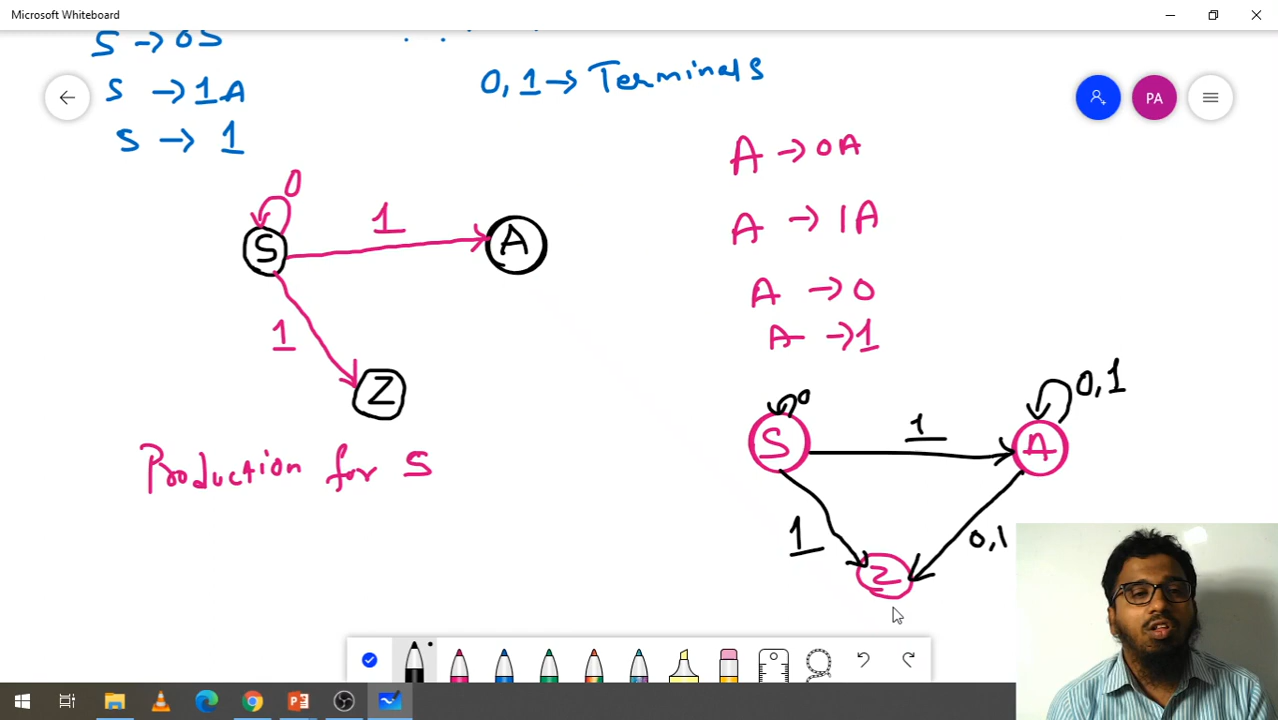 Microsoft Whiteboard
S → 0S
S → 1A
S → 1
0, 1 → Terminals
PA
A → 0A
A → 1A
A → 0
A → 1
0
S
1
A
1
Z
Production for S
0
S
1
A
0,1
1
0,1
Z